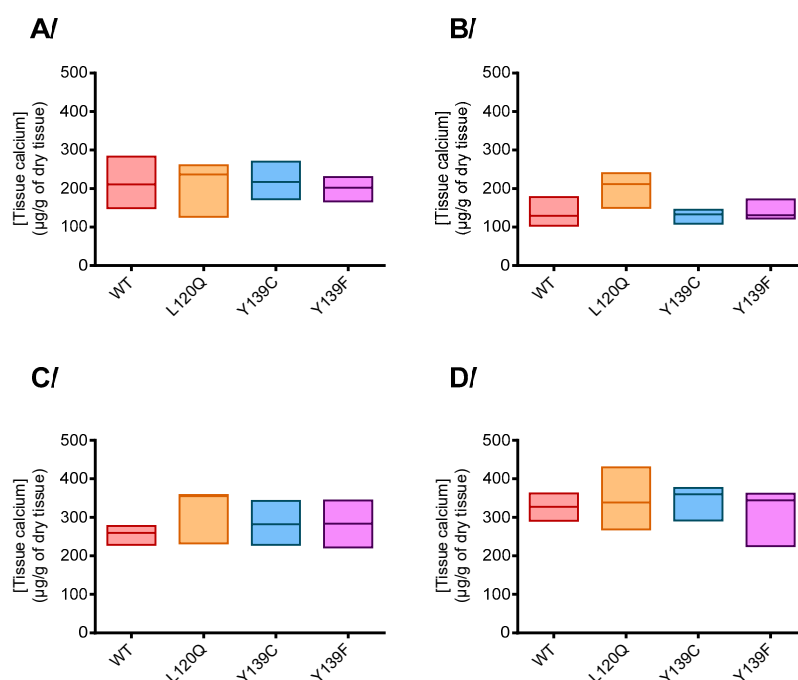 A/
[Tissue calcium]
(µg/g of dry tissue)
500
400
300
200
100
0
WT
L120Q
Y139C
Y139F
B/
[Tissue calcium]
(µg/g of dry tissue)
500
400
300
200
100
0
WT
L120Q
Y139C
Y139F
C/
[Tissue calcium]
(µg/g of dry tissue)
500
400
300
200
100
0
WT
L120Q
Y139C
Y139F
D/
[Tissue calcium]
(µg/g of dry tissue)
500
400
300
200
100
0
WT
L120Q
Y139C
Y139F